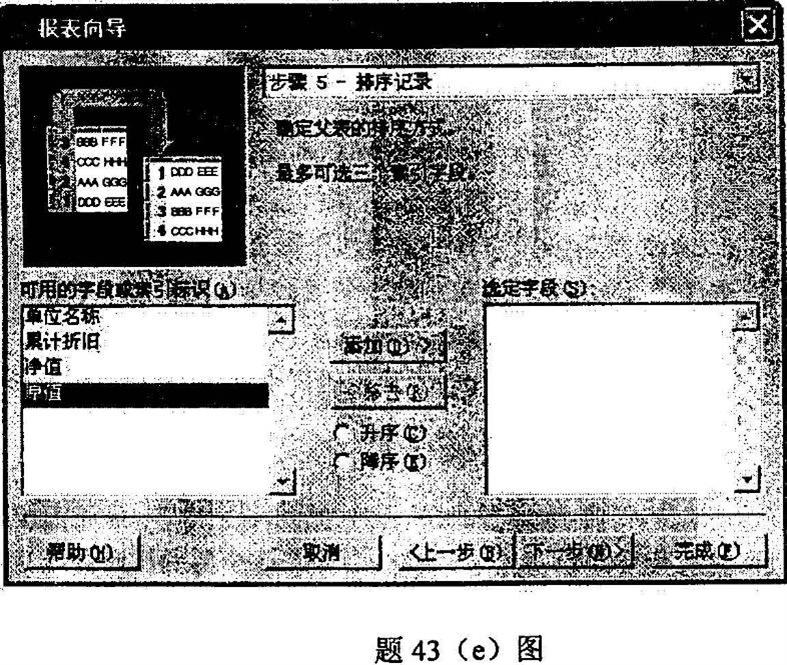 报表向导
步骤 5 - 排序记录
确定父表的排序方式。
最多可选三个索引字段。
BBB FFF
CCC HHH
AAA GGG
DDD EEE
1 DDD EEE
2 AAA GGG
3 BBB FFF
4 CCC HHH
可用的字段或索引标识(A):
选定字段(S):
单位名称
累计折旧
净值
原值
添加(D) >
< 移去(R)
升序(C)
降序(E)
帮助(H)
取消
<上一步(B)
下一步(N)>
完成(F)
题 43（e）图